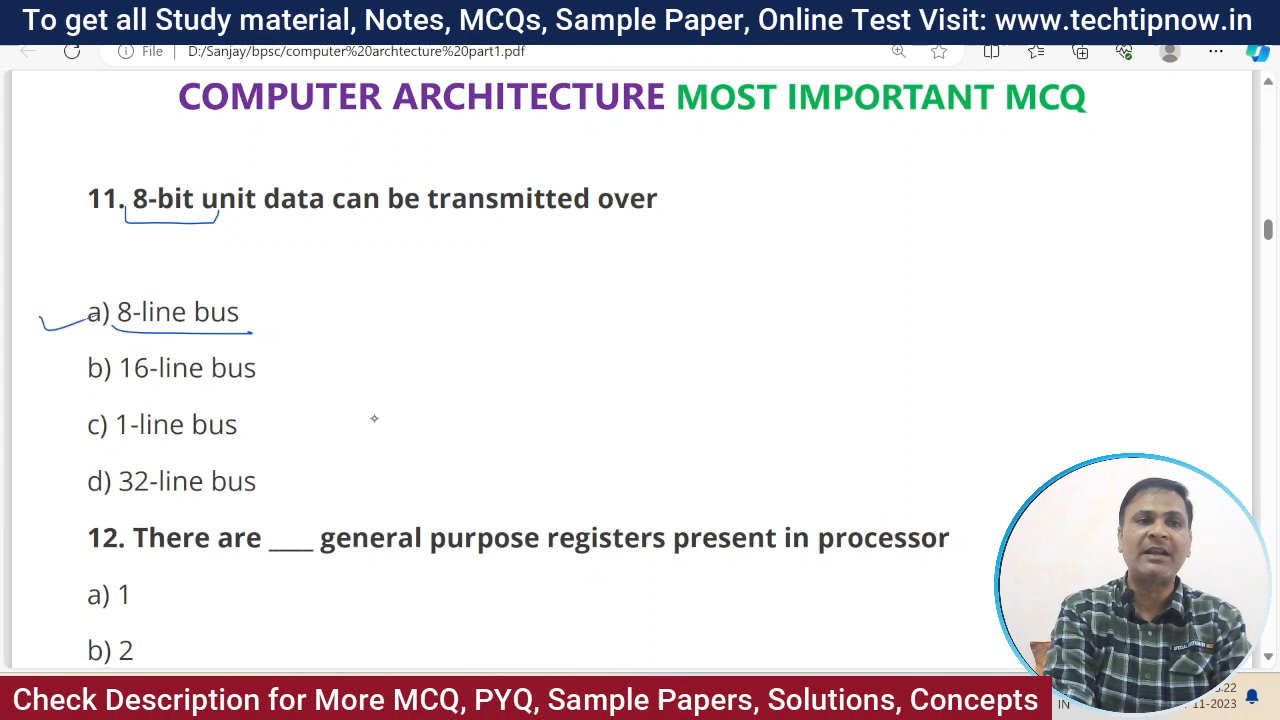 To get all Study material, Notes, MCQs, Sample Paper, Online Test Visit: www.techtipnow.in
File | D:/Sanjay/bpsc/computer%20archtecture%20part1.pdf
COMPUTER ARCHITECTURE MOST IMPORTANT MCQ
11. 8-bit unit data can be transmitted over
a) 8-line bus
b) 16-line bus
c) 1-line bus
d) 32-line bus
12. There are ____ general purpose registers present in processor
a) 1
b) 2
Check Description for More MCQ, PYQ, Sample Papers, Solutions, Concepts
IN
11-2023